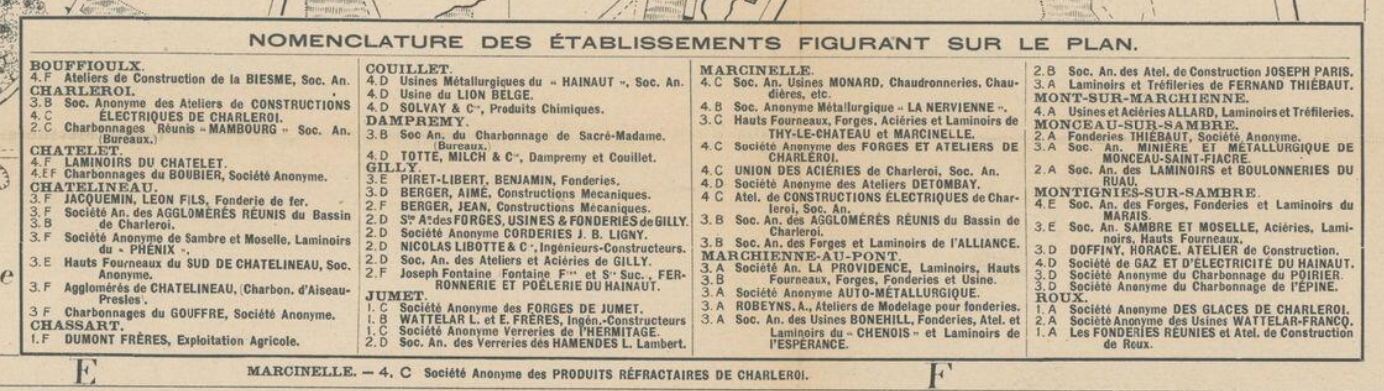 NOMENCLATURE DES ÉTABLISSEMENTS FIGURANT SUR LE PLAN.
BOUFFIOULX.
4. F Ateliers de Construction de la BIESME, Soc. An.
CHARLEROI.
3. B Soc. Anonyme des Ateliers de CONSTRUCTIONS
4. C ÉLECTRIQUES DE CHARLEROI.
2. C Charbonnages Réunis « MAMBOURG » Soc. An.
(Bureaux.)
CHATELET.
4. F LAMINOIRS DU CHATELET.
4. EF Charbonnages du BOUBIER, Société Anonyme.
CHATELINEAU.
3. F JACQUEMIN, LEON FILS, Fonderie de fer.
3. F Société An. des AGGLOMÉRÉS RÉUNIS du Bassin
3. B de Charleroi.
3. F Société Anonyme de Sambre et Moselle, Laminoirs
du « PHÉNIX ».
3. E Hauts Fourneaux du SUD DE CHATELINEAU, Soc.
Anonyme.
3. F Agglomérés de CHATELINEAU, (Charbon. d'Aiseau-
Presles).
3 F Charbonnages du GOUFFRE, Société Anonyme.
CHASSART.
1. F DUMONT FRÈRES, Exploitation Agricole.
COUILLET.
4. D Usines Métallurgiques du « HAINAUT », Soc. An.
4. D Usine du LION BELGE.
4. D SOLVAY & Cie, Produits Chimiques.
DAMPREMY.
3. B Soc An. du Charbonnage de Sacré-Madame.
(Bureaux.)
4. D TOTTE, MILCH & Cie, Dampremy et Couillet.
GILLY.
3. E PIRET-LIBERT, BENJAMIN, Fonderies.
3. D BERGER, AIMÉ, Constructions Mécaniques.
2. F BERGER, JEAN, Constructions Mécaniques.
2. D Sté An des FORGES, USINES & FONDERIES de GILLY.
2. D Société Anonyme CORDERIES J. B. LIGNY.
2. D NICOLAS LIBOTTE & Cie, Ingénieurs-Constructeurs.
2. D Soc. An. des Ateliers et Aciéries de GILLY.
2. F Joseph Fontaine Fontaine Suc., FER-
RONNERIE ET POÊLERIE DU HAINAUT.
JUMET.
1. C Société Anonyme des FORGES DE JUMET.
2 B WATTELAR L. et E. FRÈRES, Ingén.-Constructeurs
1. C Société Anonyme Verreries de l'HERMITAGE.
2. D Soc. An. des Verreries des HAMENDES L. Lambert.
MARCINELLE.
4. C Soc. An. Usines MONARD, Chaudronneries, Chau-
dières, etc.
4. B Soc. Anonyme Métallurgique « LA NERVIENNE ».
3. C Hauts Fourneaux, Forges, Aciéries et Laminoirs de
THY-LE-CHATEAU et MARCINELLE.
4. C Société Anonyme des FORGES ET ATELIERS DE
CHARLEROI.
4. C UNION DES ACIÉRIES de Charleroi, Soc. An.
4. D Société Anonyme des Ateliers DETOMBAY.
4 C Atel. de CONSTRUCTIONS ÉLECTRIQUES de Char-
leroi, Soc. An.
3. B Soc. An. des AGGLOMÉRÉS RÉUNIS du Bassin de
Charleroi.
3. B Soc. An. des Forges et Laminoirs de l'ALLIANCE.
MARCHIENNE-AU-PONT.
3. A Société An. LA PROVIDENCE, Laminoirs, Hauts
3. B Fourneaux, Forges, Fonderies et Usine.
3. A Société Anonyme AUTO-MÉTALLURGIQUE.
3. A ROBEYNS, A., Ateliers de Modelage pour fonderies.
3. A Soc. An. des Usines BONEHILL, Fonderies, Atel. et
Laminoirs du « CHENOIS » et Laminoirs de
l'ESPÉRANCE.
2. B Soc. An. des Atel. de Construction JOSEPH PARIS.
3. A Laminoirs et Tréfileries de FERNAND THIÉBAUT.
MONT-SUR-MARCHIENNE.
4. A Usines et Aciéries ALLARD, Laminoirs et Tréfileries.
MONCEAU-SUR-SAMBRE.
2. A Fonderies THIÉBAUT, Société Anonyme.
3. A Soc. An. MINIÈRE ET MÉTALLURGIQUE DE
MONCEAU-SAINT-FIACRE.
2. A Soc. An. des LAMINOIRS et BOULONNERIES DU
RUAU.
MONTIGNIES-SUR-SAMBRE.
4. E Soc. An. des Forges, Fonderies et Laminoirs du
MARAIS.
3. E Soc. An. SAMBRE ET MOSELLE, Aciéries, Lami-
noirs, Hauts Fourneaux,
3. D DOFFINY, HORACE, ATELIER de Construction.
4. D Société de GAZ ET D'ÉLECTRICITÉ DU HAINAUT.
3. D Société Anonyme du Charbonnage du POIRIER.
3. D Société Anonyme du Charbonnage de l'ÉPINE.
ROUX.
1. A Société Anonyme DES GLACES DE CHARLEROI.
2. A Société Anonyme des Usines WATTELAR-FRANCQ.
1. A Les FONDERIES RÉUNIES et Atel. de Construction
de Roux.
e
E
MARCINELLE. — 4. C Société Anonyme des PRODUITS RÉFRACTAIRES DE CHARLEROI.
F